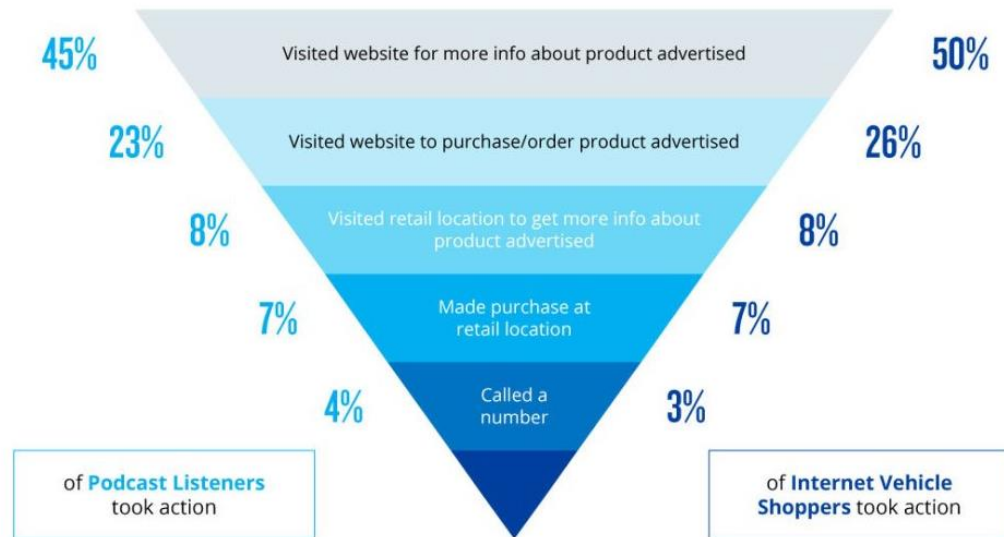 45%
Visited website for more info about product advertised
50%
23%
Visited website to purchase/order product advertised
26%
8%
Visited retail location to get more info about
product advertised
8%
7%
Made purchase at
retail location
7%
4%
Called a
number
3%
of Podcast Listeners
took action
of Internet Vehicle
Shoppers took action